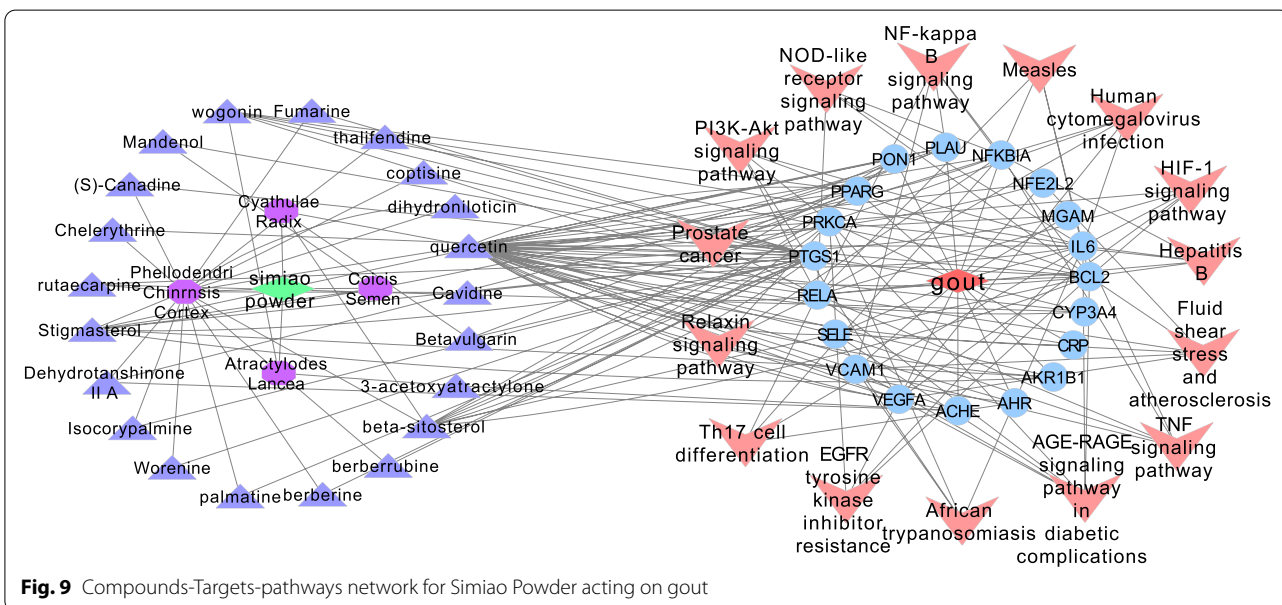 wogonin
Fumarine
Mandenol
thalifendine
(S)-Canadine
coptisine
Cyathulae
Radix
dihydroniloticin
Chelerythrine
quercetin
Phellodendri
Chinrnsis
Cortex
simiao
powder
Coicis
Semen
rutaecarpine
Cavidine
Stigmasterol
Betavulgarin
Atractylodes
Lancea
Dehydrotanshinone
II A
3-acetoxyatractylone
Isocorypalmine
beta-sitosterol
Worenine
berberrubine
palmatine
berberine
NOD-like
receptor
signaling
pathway
NF-kappa
B
signaling
pathway
Measles
Human
cytomegalovirus
infection
PI3K-Akt
signaling
pathway
HIF-1
signaling
pathway
Prostate
cancer
Hepatitis
B
Relaxin
signaling
pathway
Fluid
shear
stress
and
atherosclerosis
Th17 cell
differentiation
EGFR
tyrosine
kinase
inhibitor
resistance
African
trypanosomiasis
AGE-RAGE
signaling
pathway
in
diabetic
complications
TNF
signaling
pathway
PON1
PLAU
NFKBIA
PPARG
NFE2L2
PRKCA
MGAM
PTGS1
IL6
BCL2
RELA
gout
CYP3A4
SELE
CRP
VCAM1
AKR1B1
VEGFA
ACHE
AHR
Fig. 9 Compounds-Targets-pathways network for Simiao Powder acting on gout